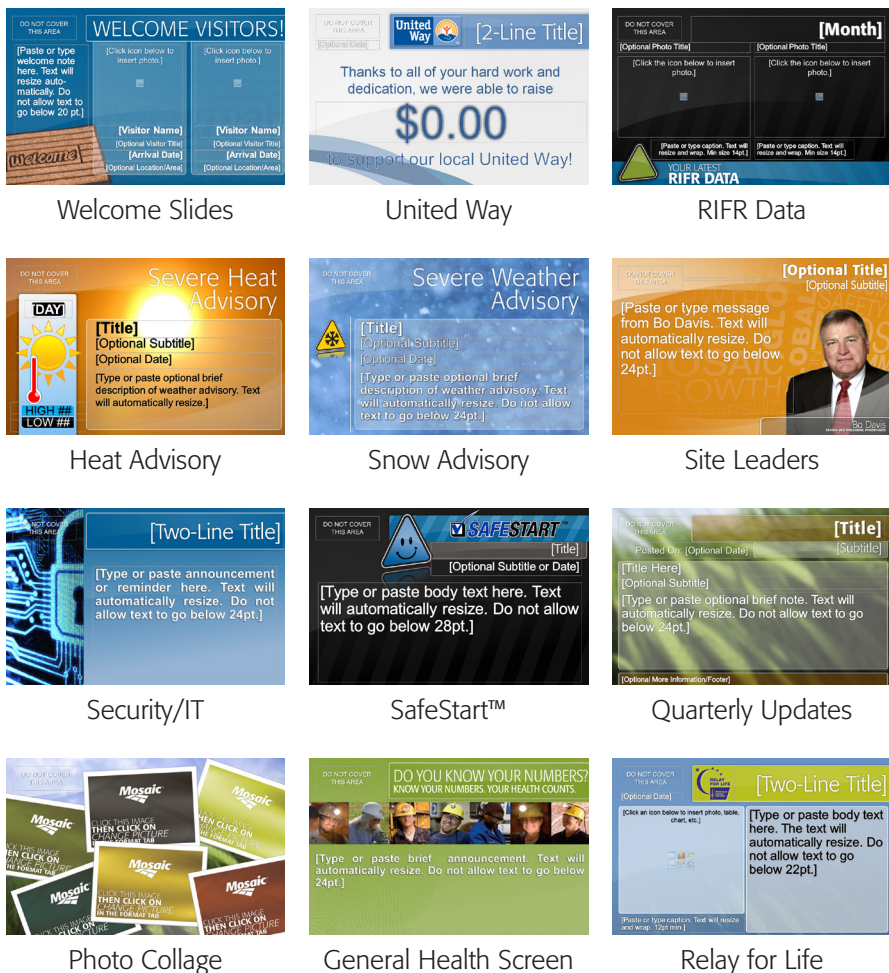 DO NOT COVER
THIS AREA
WELCOME VISITORS!
[Paste or type
welcome note
here. Text will
resize auto-
matically. Do
not allow text to
go below 20 pt.]
[Click icon below to
insert photo.]
[Click icon below to
insert photo.]
[Visitor Name]
[Optional Visitor Title]
[Arrival Date]
[Optional Location/Area]
[Visitor Name]
[Optional Visitor Title]
[Arrival Date]
[Optional Location/Area]
Welcome
Welcome Slides
DO NOT COVER
THIS AREA
[Optional Date]
United
Way
[2-Line Title]
Thanks to all of your hard work and
dedication, we were able to raise
$0.00
to support our local United Way!
United Way
DO NOT COVER
THIS AREA
[Month]
[Optional Photo Title]
[Optional Photo Title]
[Click the icon below to insert
photo.]
[Click the icon below to insert
photo.]
[Paste or type caption. Text will
resize and wrap. Min size 14pt.]
[Paste or type caption. Text will
resize and wrap. Min size 14pt.]
YOUR LATEST
RIFR DATA
RIFR Data
DO NOT COVER
THIS AREA
Severe Heat
Advisory
[DAY]
[Title]
[Optional Subtitle]
[Optional Date]
[Type or paste optional brief
description of weather advisory. Text
will automatically resize.]
HIGH ##
LOW ##
Heat Advisory
DO NOT COVER
THIS AREA
Severe Weather
Advisory
[Title]
[Optional Subtitle]
[Optional Date]
[Type or paste optional brief
description of weather advisory. Text
will automatically resize. Do not allow
text to go below 24pt.]
Snow Advisory
DO NOT COVER
THIS AREA
[Optional Title]
[Optional Subtitle]
[Paste or type message
from Bo Davis. Text will
automatically resize. Do
not allow text to go below
24pt.]
Bo Davis
Site Leaders
DO NOT COVER
THIS AREA
[Two-Line Title]
[Type or paste announcement
or reminder here. Text will
automatically resize. Do not
allow text to go below 24pt.]
Security/IT
DO NOT COVER
THIS AREA
SAFESTART™
[Title]
[Optional Subtitle or Date]
[Type or paste body text here. Text
will automatically resize. Do not allow
text to go below 28pt.]
SafeStart™
DO NOT COVER
THIS AREA
[Title]
Posted On: [Optional Date]
[Subtitle]
[Title Here]
[Optional Subtitle]
[Type or paste optional brief note. Text will
automatically resize. Do not allow text to go
below 24pt.]
[Optional More Information/Footer]
Quarterly Updates
DO NOT COVER
THIS AREA
Mosaic
Mosaic
Mosaic
CLICK THIS IMAGE
THEN CLICK ON
CHANGE PICTURE
IN THE FORMAT TAB
Mosaic
CLICK THIS IMAGE
THEN CLICK ON
CHANGE PICTURE
IN THE FORMAT TAB
Mosaic
Photo Collage
DO NOT COVER
THIS AREA
DO YOU KNOW YOUR NUMBERS?
KNOW YOUR NUMBERS. YOUR HEALTH COUNTS.
[Type or paste brief announcement. Text will
automatically resize. Do not allow text to go below
24pt.]
General Health Screen
DO NOT COVER
THIS AREA
[Optional Date]
RELAY
FOR LIFE
[Two-Line Title]
[Click an icon below to insert photo, table,
chart, etc.]
[Type or paste body text
here. The text will
automatically resize. Do
not allow text to go
below 22pt.]
[Paste or type caption. Text will resize
and wrap. 12pt min.]
Relay for Life